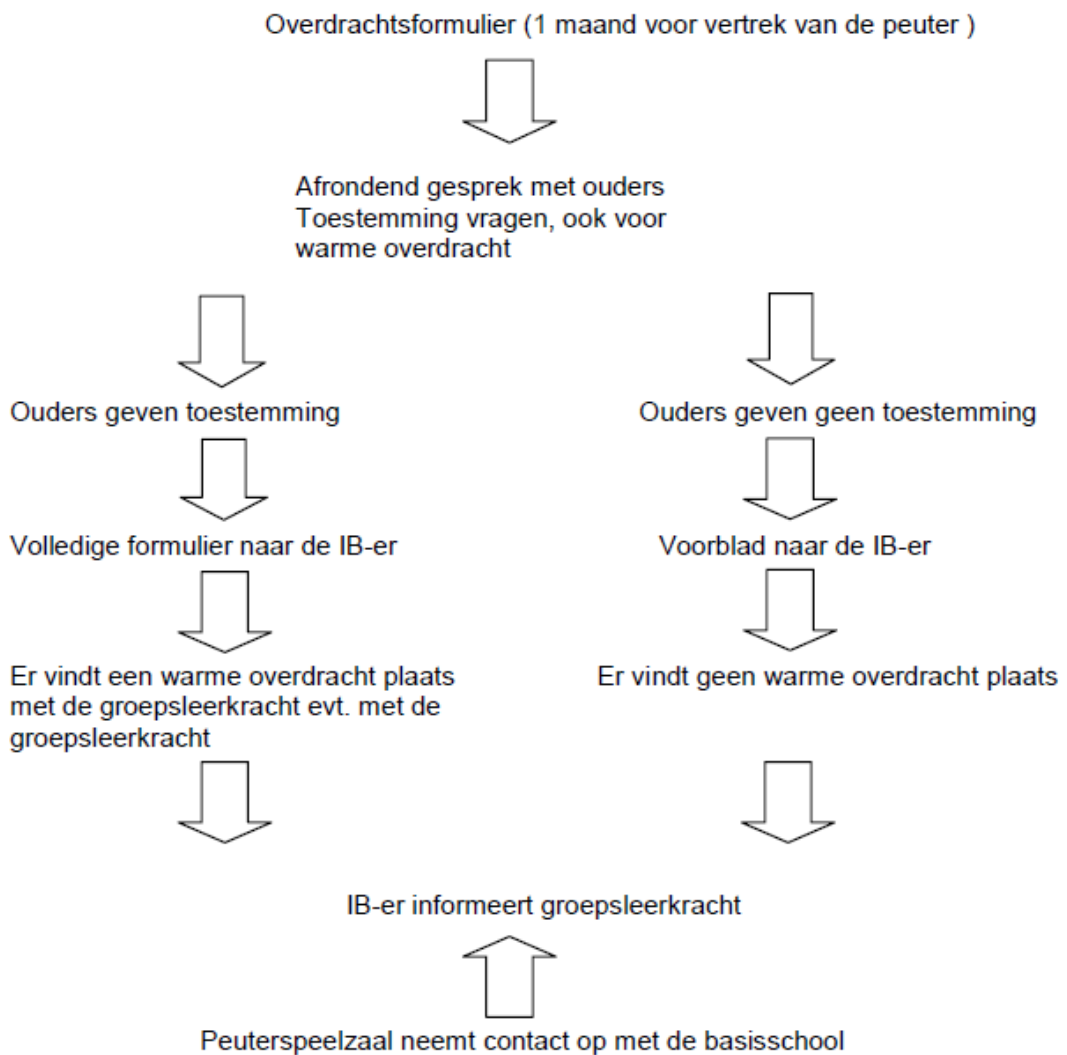 Overdrachtsformulier (1 maand voor vertrek van de peuter )
Afrondend gesprek met ouders
Toestemming vragen, ook voor
warme overdracht
Ouders geven toestemming
Ouders geven geen toestemming
Volledige formulier naar de IB-er
Voorblad naar de IB-er
Er vindt een warme overdracht plaats
met de groepsleerkracht evt. met de
groepsleerkracht
Er vindt geen warme overdracht plaats
IB-er informeert groepsleerkracht
Peuterspeelzaal neemt contact op met de basisschool